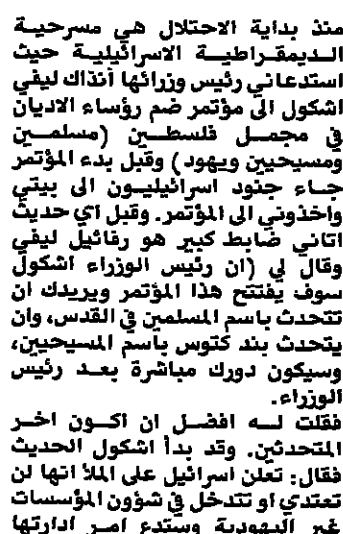 منذ بداية الاحتلال هي مسرحية
الديمقراطية الاسرائيلية حيث
استدعاني رئيس وزرائها آنذاك ليفي
اشكول الى مؤتمر ضم رؤساء الاديان
في مجمل فلسطين (مسلمين
ومسيحيين ويهود) وقبل بدء المؤتمر
جاء جنود اسرائيليون الى بيتي
واخذوني الى المؤتمر. وقبل أي حديث
اتاني ضابط كبير هو رفائيل ليفي
وقال لي (ان رئيس الوزراء اشكول
سوف يفتتح هذا المؤتمر ويريدك ان
تتحدث باسم المسلمين في القدس، وان
يتحدث بند كتوس باسم المسيحيين،
وسيكون دورك مباشرة بعد رئيس
الوزراء.
فقلت له افضل ان اكون اخر
المتحدثين. وقد بدأ اشكول الحديث
فقال: تعلن اسرائيل على الملأ انها لن
تعتدي او تتدخل في شؤون المؤسسات
غير اليهودية وستدع امر ادارتها